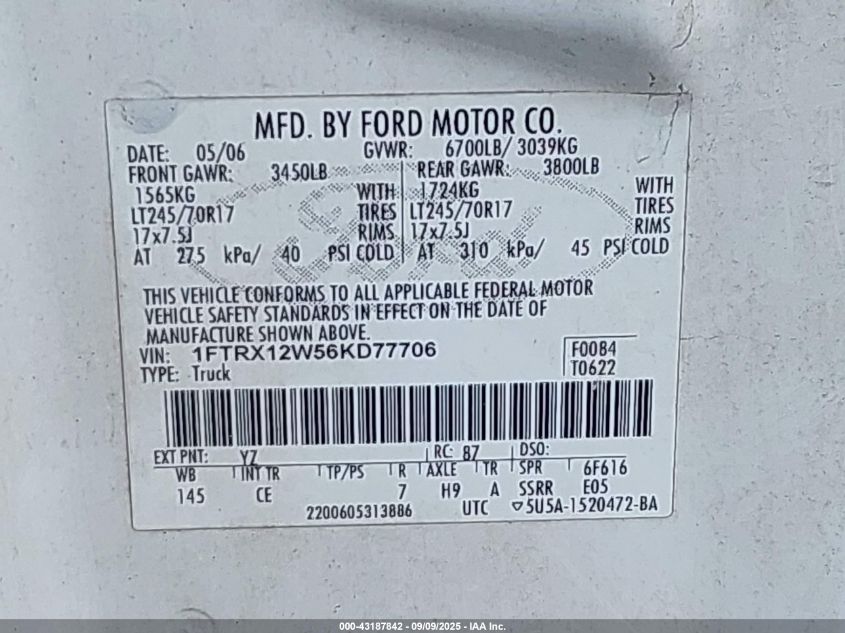 MFD. BY FORD MOTOR CO.
DATE: 05/06 GVWR: 6700LB/ 3039KG
FRONT GAWR: 3450LB REAR GAWR: 3800LB
1565KG WITH 1724KG WITH
LT245/70R17 TIRES LT245/70R17 TIRES
17x7.5J RIMS 17x7.5J RIMS
AT 275 kPa/ 40 PSI COLD AT 310 kPa/ 45 PSI COLD
THIS VEHICLE CONFORMS TO ALL APPLICABLE FEDERAL MOTOR
VEHICLE SAFETY STANDARDS IN EFFECT ON THE DATE OF
MANUFACTURE SHOWN ABOVE.
VIN: 1FTRX12W56KD77706 F0084
TYPE: Truck T0622
EXT PNT: YZ RC: 87 DSO:
WB INT TR TP/PS R AXLE TR SPR 6F616
145 CE 7 H9 A SSRR E05
2200605313886 UTC ▽5U5A-1520472-BA
000-43187842 - 09/09/2025 - IAA Inc.